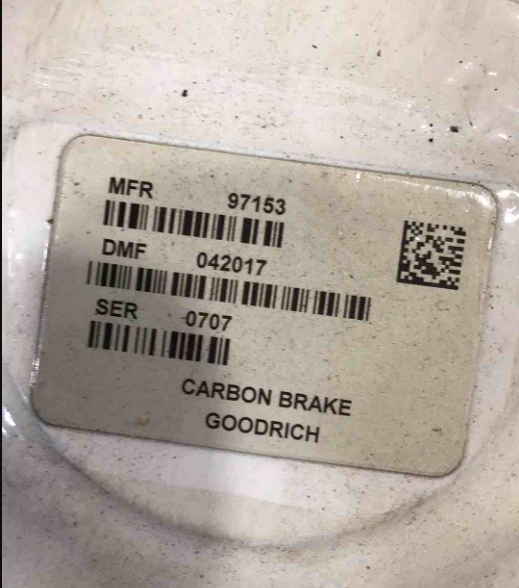 MFR 97153
DMF 042017
SER 0707
CARBON BRAKE
GOODRICH